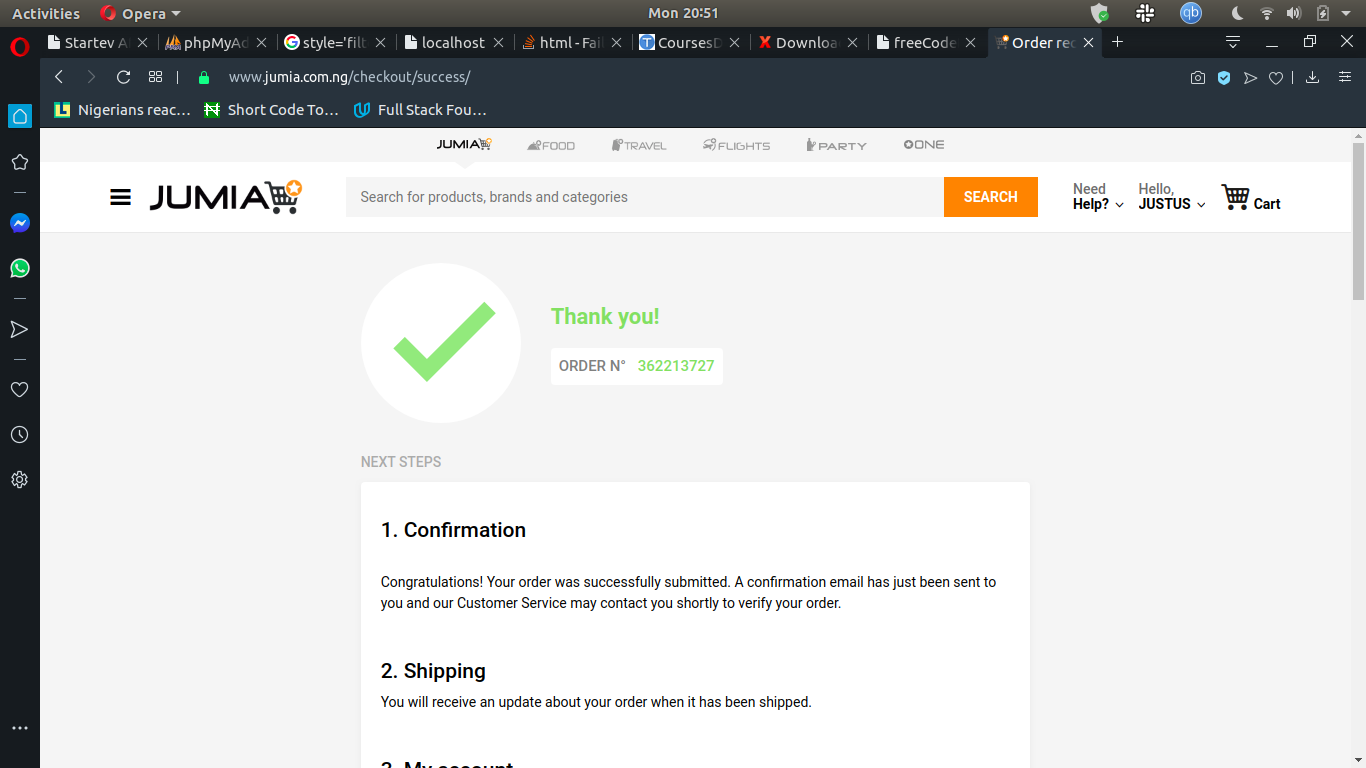 Activities Opera Mon 20:51 qb
Startev A phpMyAd style='filt localhost html - Fail CoursesD Downloa freeCode Order rec
www.jumia.com.ng/checkout/success/
Nigerians reac... Short Code To... Full Stack Fou...
JUMIA FOOD TRAVEL FLIGHTS PARTY ONE
JUMIA Search for products, brands and categories SEARCH
Need
Help?
Hello,
JUSTUS
Cart
Thank you!
ORDER N° 362213727
NEXT STEPS
1. Confirmation
Congratulations! Your order was successfully submitted. A confirmation email has just been sent to
you and our Customer Service may contact you shortly to verify your order.
2. Shipping
You will receive an update about your order when it has been shipped.
3. My account